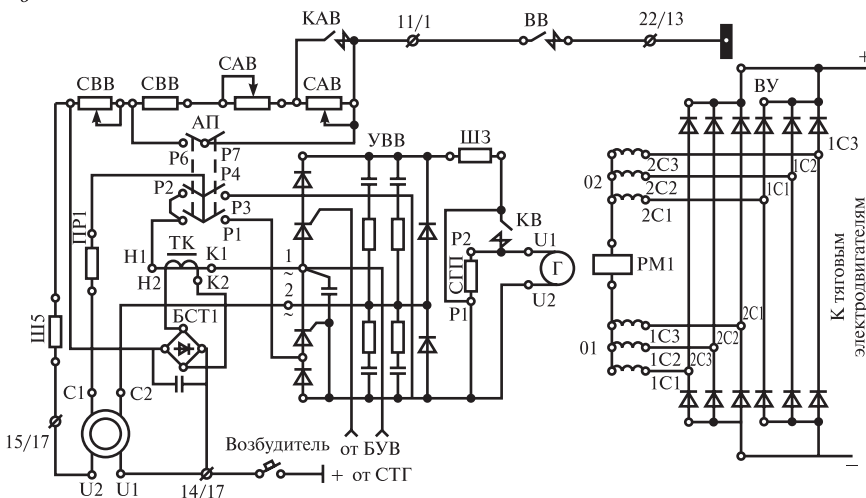 КАВ
11/1
ВВ
22/13
+
СВВ
СВВ
САВ
САВ
ВУ
АП
УВВ
ШЗ
Р6
Р7
1С3
Р4
2С3
1С2
Р2
02
2С2
1С1
Р3
КВ
2С1
ПР1
Р1
Р2
U1
ТК
Н1
К1
1
~
СГП
Г
РМ1
Н2
К2
2
~
U2
Р1
К тяговым
электродвигателям
Ш5
БСТ1
2С1
1С3
2С2
01
1С2
2С3
1С1
С1
С2
15/17
Возбудитель
от БУВ
+ от СТГ
U2
U1
14/17
–